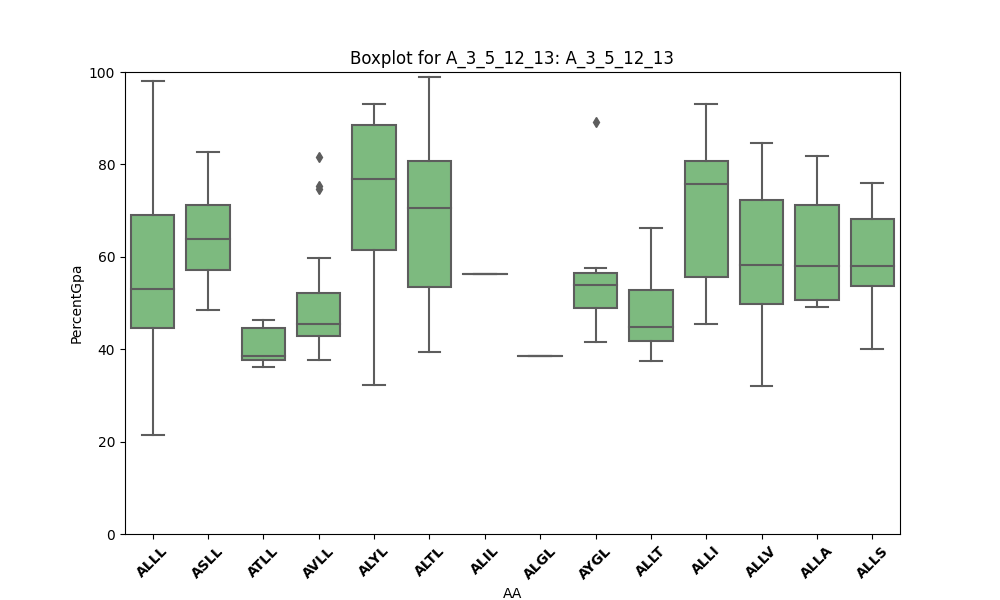 Boxplot for A_3_5_12_13: A_3_5_12_13
100
80
60
40
20
0
PercentGpa
ALLL ASLL ATLL AVLL ALYL ALTL ALIL ALGL AYGL ALLT ALLI ALLV ALLA ALLS
AA